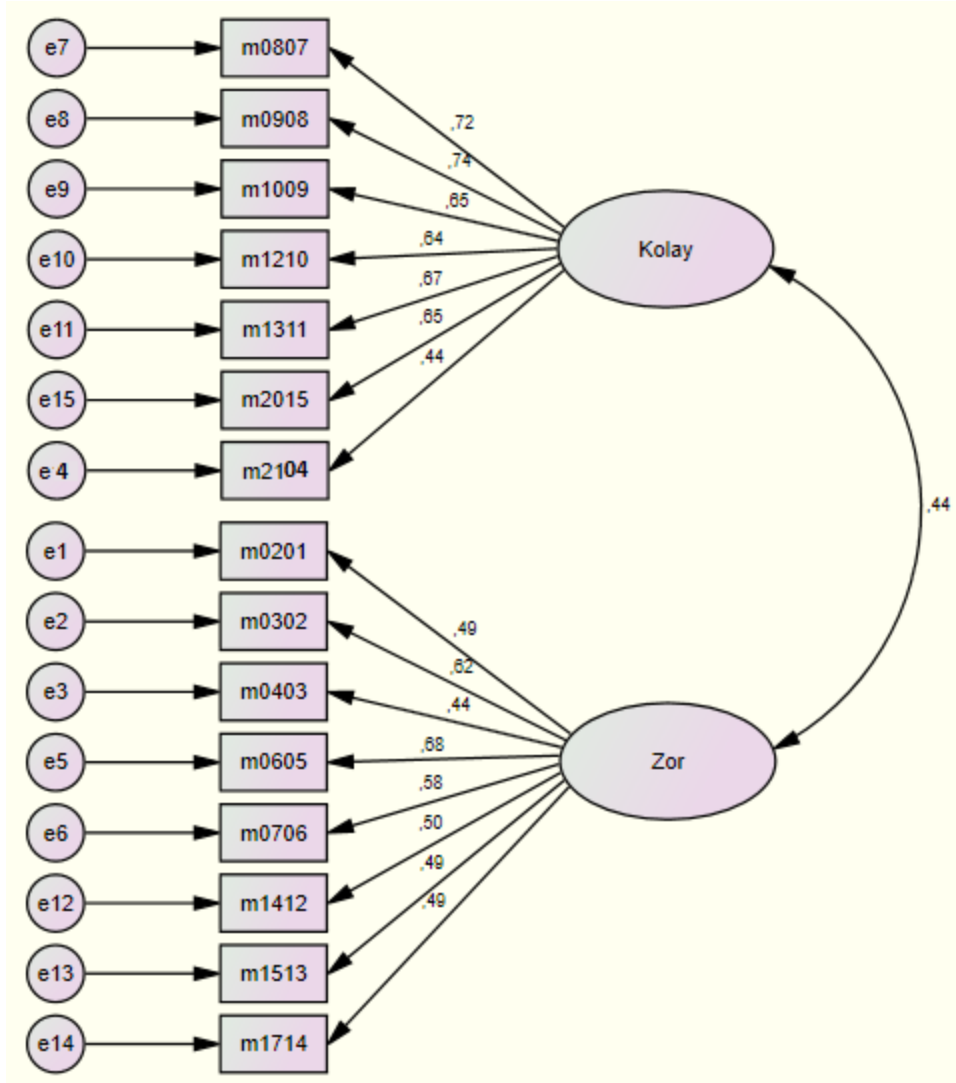 e7
m0807
e8
m0908
e9
m1009
e10
m1210
e11
m1311
e15
m2015
e4
m2104
,72
,74
,65
,64
,67
,65
,44
Kolay
,44
e1
m0201
e2
m0302
e3
m0403
e5
m0605
e6
m0706
e12
m1412
e13
m1513
e14
m1714
,49
,62
,44
,68
,58
,50
,49
,49
Zor